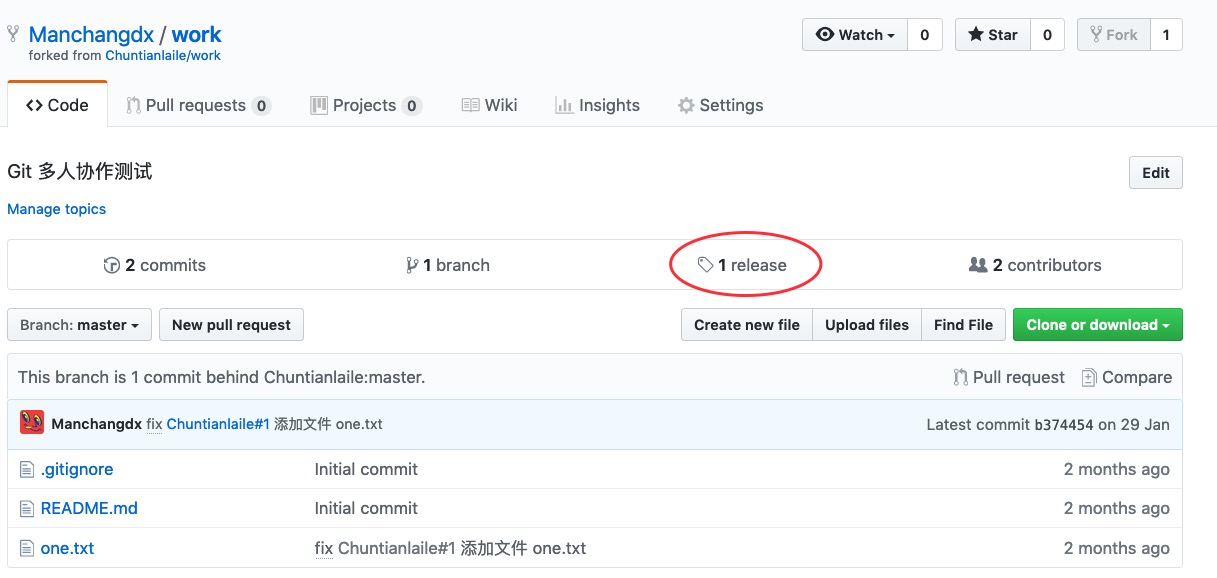 Manchangdx / work
Watch 0 Star 0 Fork 1
forked from Chuntianlaile/work
Code Pull requests 0 Projects 0 Wiki Insights Settings
Git 多人协作测试
Edit
Manage topics
2 commits 1 branch 1 release 2 contributors
Branch: master New pull request Create new file Upload files Find File Clone or download
This branch is 1 commit behind Chuntianlaile:master. Pull request Compare
Manchangdx fix Chuntianlaile#1 添加文件 one.txt Latest commit b374454 on 29 Jan
.gitignore Initial commit 2 months ago
README.md Initial commit 2 months ago
one.txt fix Chuntianlaile#1 添加文件 one.txt 2 months ago